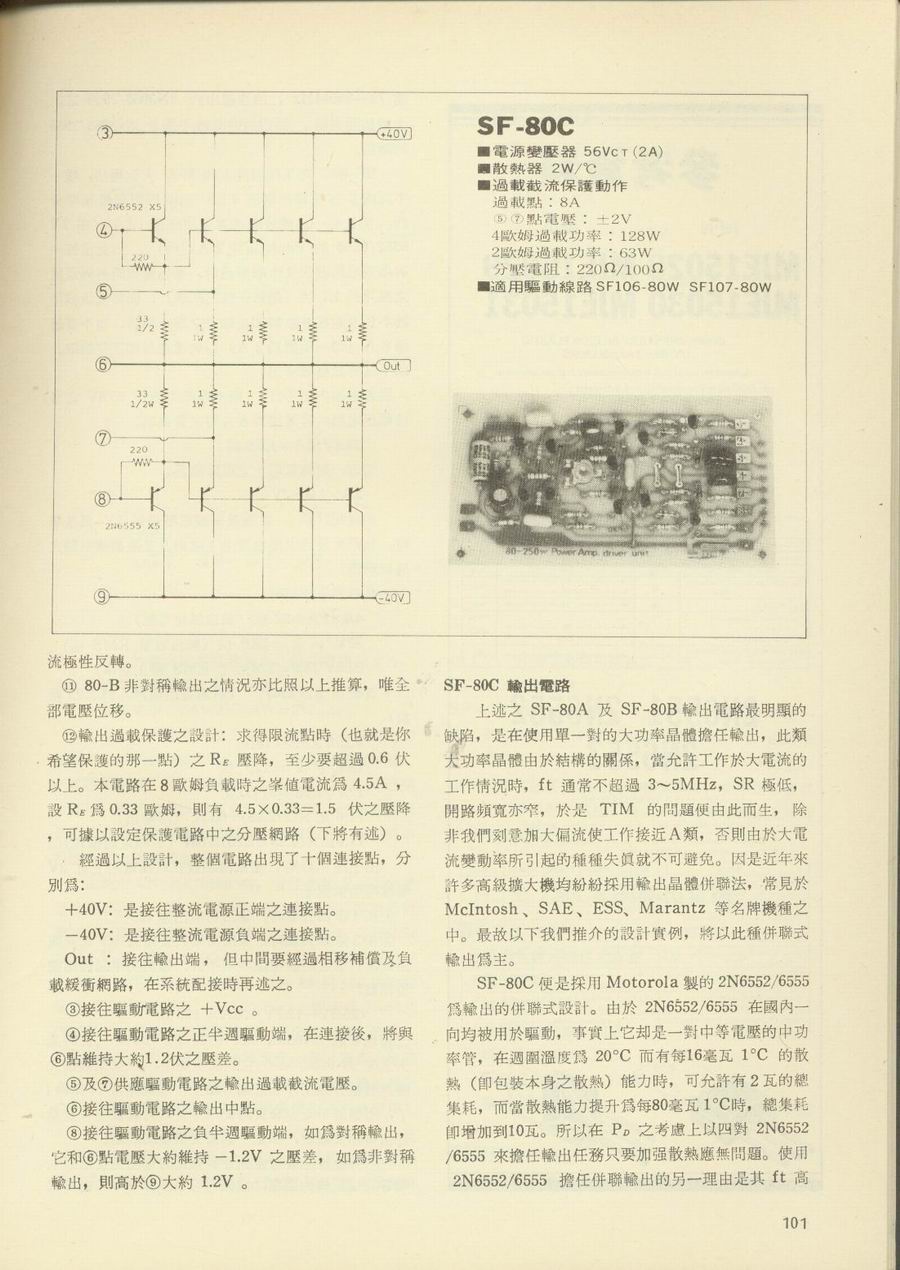 ③
+40V
2N6552 X5
④
220
⑤
33
1/2
1
1W
1
1W
1
1W
1
1W
⑥
Out
33
1/2W
1
1W
1
1W
1
1W
1
1W
⑦
220
⑧
2N6555 X5
⑨
-40V
SF-80C
■電源變壓器 56VCT(2A)
■散熱器 2W/℃
■過載截流保護動作
過載點：8A
⑤⑦點電壓：±2V
4歐姆過載功率：128W
2歐姆過載功率：63W
分壓電阻：220Ω/100Ω
■適用驅動線路SF106-80W SF107-80W
80-250w Power Amp. driver unit
流極性反轉。
⑪ 80-B 非對稱輸出之情況亦比照以上推算，唯全
部電壓位移。
⑫輸出過載保護之設計：求得限流點時（也就是你
希望保護的那一點）之 RE 壓降，至少要超過 0.6 伏
以上。本電路在 8 歐姆負載時之峯値電流爲 4.5A ，
設 RE 爲 0.33 歐姆，則有 4.5×0.33=1.5 伏之壓降
，可據以設定保護電路中之分壓網路（下將有述）。
經過以上設計，整個電路出現了十個連接點，分
別爲：
＋40V：是接往整流電源正端之連接點。
－40V：是接往整流電源負端之連接點。
Out ：接往輸出端，但中間要經過相移補償及負
載緩衝網路，在系統配接時再述之。
③接往驅動電路之 ＋Vcc 。
④接往驅動電路之正半週驅動端，在連接後，將與
⑥點維持大約1.2伏之壓差。
⑤及⑦供應驅動電路之輸出過載截流電壓。
⑥接往驅動電路之輸出中點。
⑧接往驅動電路之負半週驅動端，如爲對稱輸出，
它和⑥點電壓大約維持 －1.2V 之壓差，如爲非對稱
輸出，則高於⑨大約 1.2V 。
SF-80C 輸出電路
上述之 SF-80A 及 SF-80B 輸出電路最明顯的
缺陷，是在使用單一對的大功率晶體擔任輸出，此類
大功率晶體由於結構的關係，當允許工作於大電流的
工作情況時，ft 通常不超過 3～5MHz，SR 極低，
開路頻寬亦窄，於是 TIM 的問題便由此而生，除
非我們刻意加大偏流使工作接近A類，否則由於大電
流變動率所引起的種種失眞就不可避免。因是近年來
許多高級擴大機均紛紛採用輸出晶體併聯法，常見於
McIntosh、SAE、ESS、Marantz 等名牌機種之
中。最故以下我們推介的設計實例，將以此種併聯式
輸出爲主。
SF-80C 便是採用 Motorola 製的 2N6552/6555
爲輸出的併聯式設計。由於 2N6552/6555 在國內一
向均被用於驅動，事實上它却是一對中等電壓的中功
率管，在週圍溫度爲 20°C 而有每16毫瓦 1°C 的散
熱（卽包裝本身之散熱）能力時，可允許有 2 瓦的總
集耗，而當散熱能力提升爲每80毫瓦 1°C時，總集耗
卽增加到10瓦。所以在 PD 之考慮上以四對 2N6552
/6555 來擔任輸出任務只要加强散熱應無問題。使用
2N6552/6555 擔任併聯輸出的另一理由是其 ft 高
101